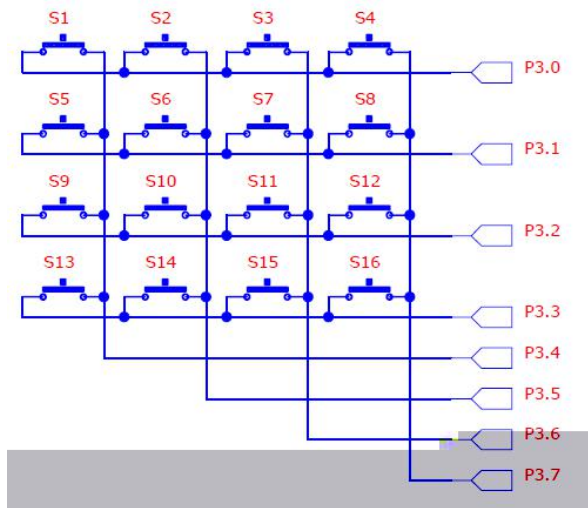 S1 S2 S3 S4
P3.0
S5 S6 S7 S8
P3.1
S9 S10 S11 S12
P3.2
S13 S14 S15 S16
P3.3
P3.4
P3.5
P3.6
P3.7